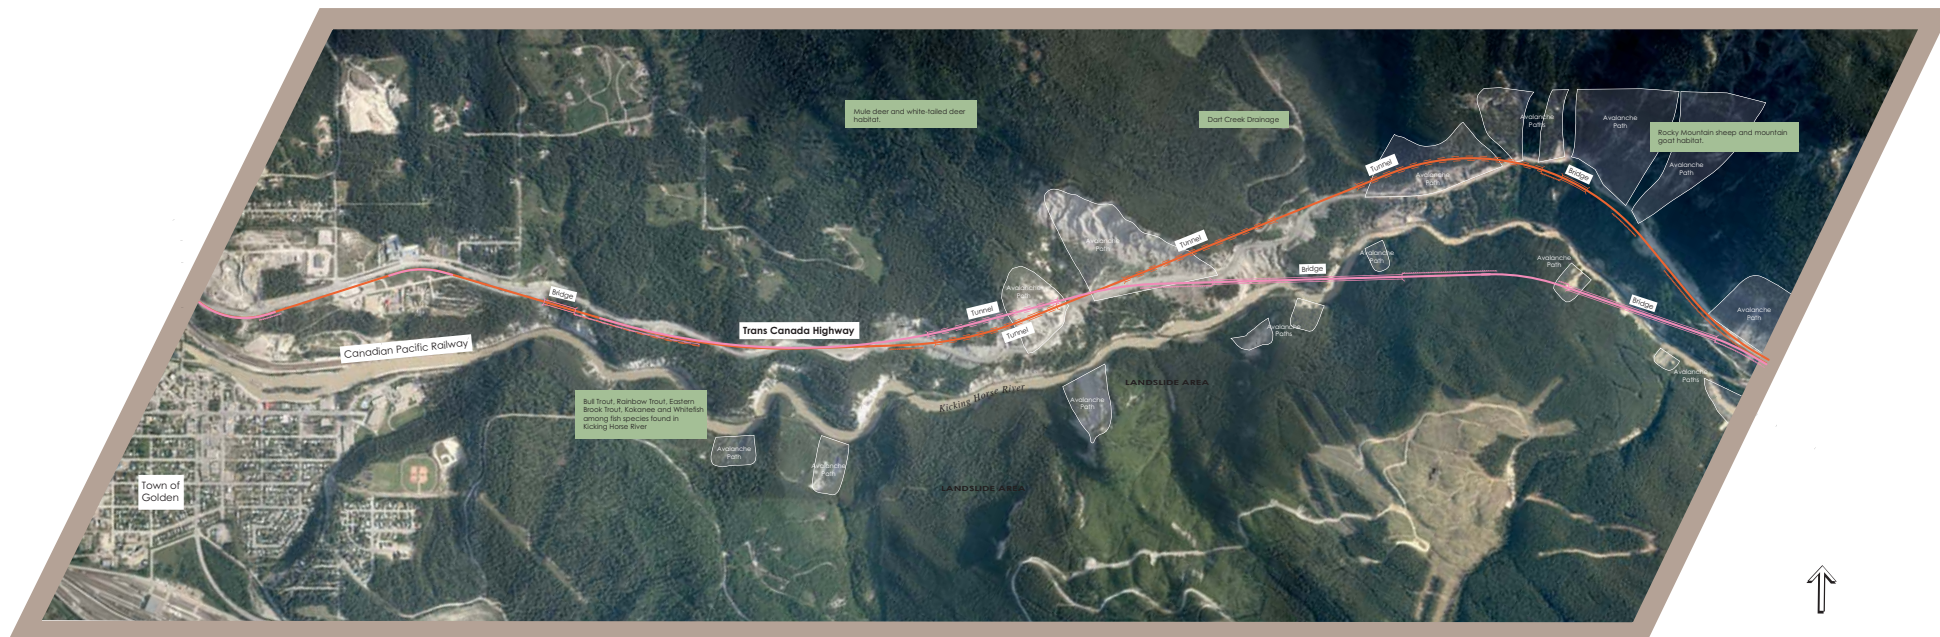 Mule deer and white-tailed deer
habitat.
Dart Creek Drainage
Avalanche
Paths
Avalanche
Path
Rocky Mountain sheep and mountain
goat habitat.
Avalanche
Path
Tunnel
Avalanche
Path
Bridge
Avalanche
Path
Tunnel
Avalanche
Path
Avalanche
Path
Bridge
Avalanche
Path
Bridge
Tunnel
Bridge
Avalanche
Path
Trans Canada Highway
Tunnel
Avalanche
Paths
Canadian Pacific Railway
Avalanche
Paths
LANDSLIDE AREA
Kicking Horse River
Avalanche
Path
Bull Trout, Rainbow Trout, Eastern
Brook Trout, Kokanee and Whitefish
among fish species found in
Kicking Horse River
Avalanche
Path
Avalanche
Path
Town of
Golden
LANDSLIDE AREA